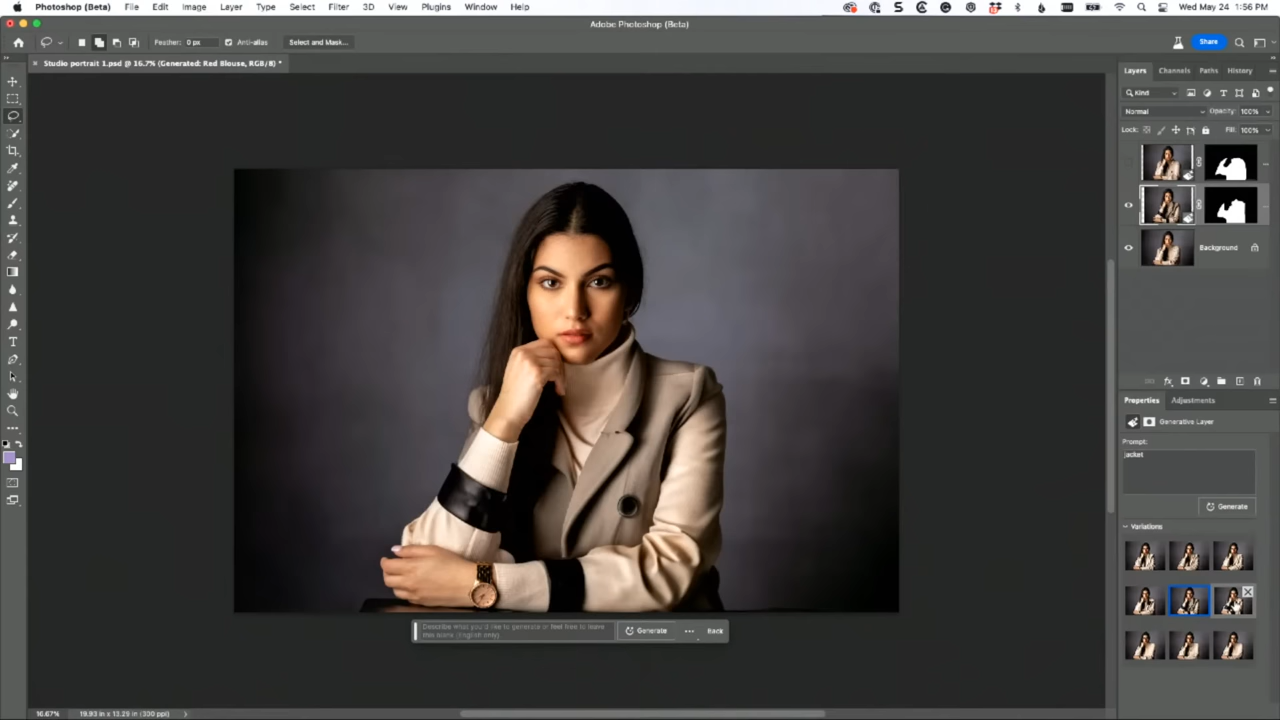 Photoshop (Beta) File Edit Image Layer Type Select Filter 3D View Plugins Window Help Wed May 24 1:56 PM
Adobe Photoshop (Beta)
Feather: 0 px Anti-alias Select and Mask... Share
Studio portrait 1.psd @ 16.7% (Generated: Red Blouse, RGB/8) *
Layers Channels Paths History
Kind
Normal Opacity: 100%
Lock: Fill: 100%
Background
Properties Adjustments
Generative Layer
Prompt:
jacket
Generate
Variations
Describe what you'd like to generate or feel free to leave
this blank (English only).
Generate ... Back
16.67% 19.93 in x 13.29 in (300 ppi)